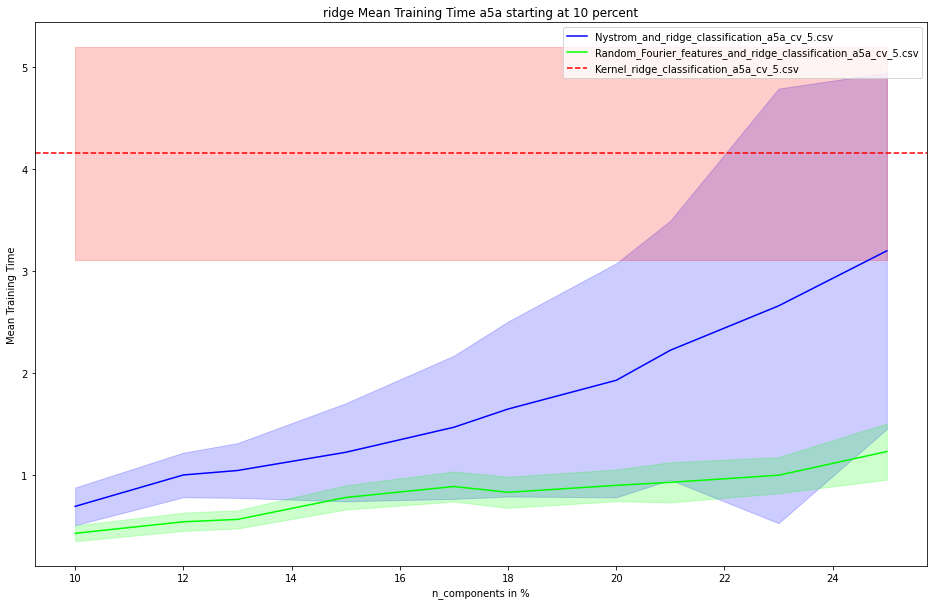 ridge Mean Training Time a5a starting at 10 percent
Nystrom_and_ridge_classification_a5a_cv_5.csv
Random_Fourier_features_and_ridge_classification_a5a_cv_5.csv
Kernel_ridge_classification_a5a_cv_5.csv
Mean Training Time
5
4
3
2
1
10 12 14 16 18 20 22 24
n_components in %